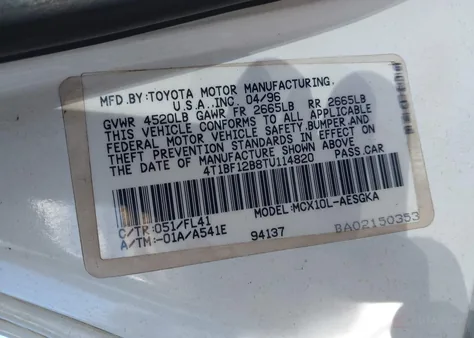 MFD.BY:TOYOTA MOTOR MANUFACTURING.
U.S.A.,INC. 04/96
GVWR 4520LB GAWR FR 2665LB RR 2665LB
THIS VEHICLE CONFORMS TO ALL APPLICABLE
FEDERAL MOTOR VEHICLE SAFETY,BUMPER,AND
THEFT PREVENTION STANDARDS IN EFFECT ON
THE DATE OF MANUFACTURE SHOWN ABOVE.
4T1BF12B8TU114820 PASS.CAR
MODEL:MCX10L-AESGKA
C/TR:051/FL41
A/TM:-01A/A541E 94137 BA02150353